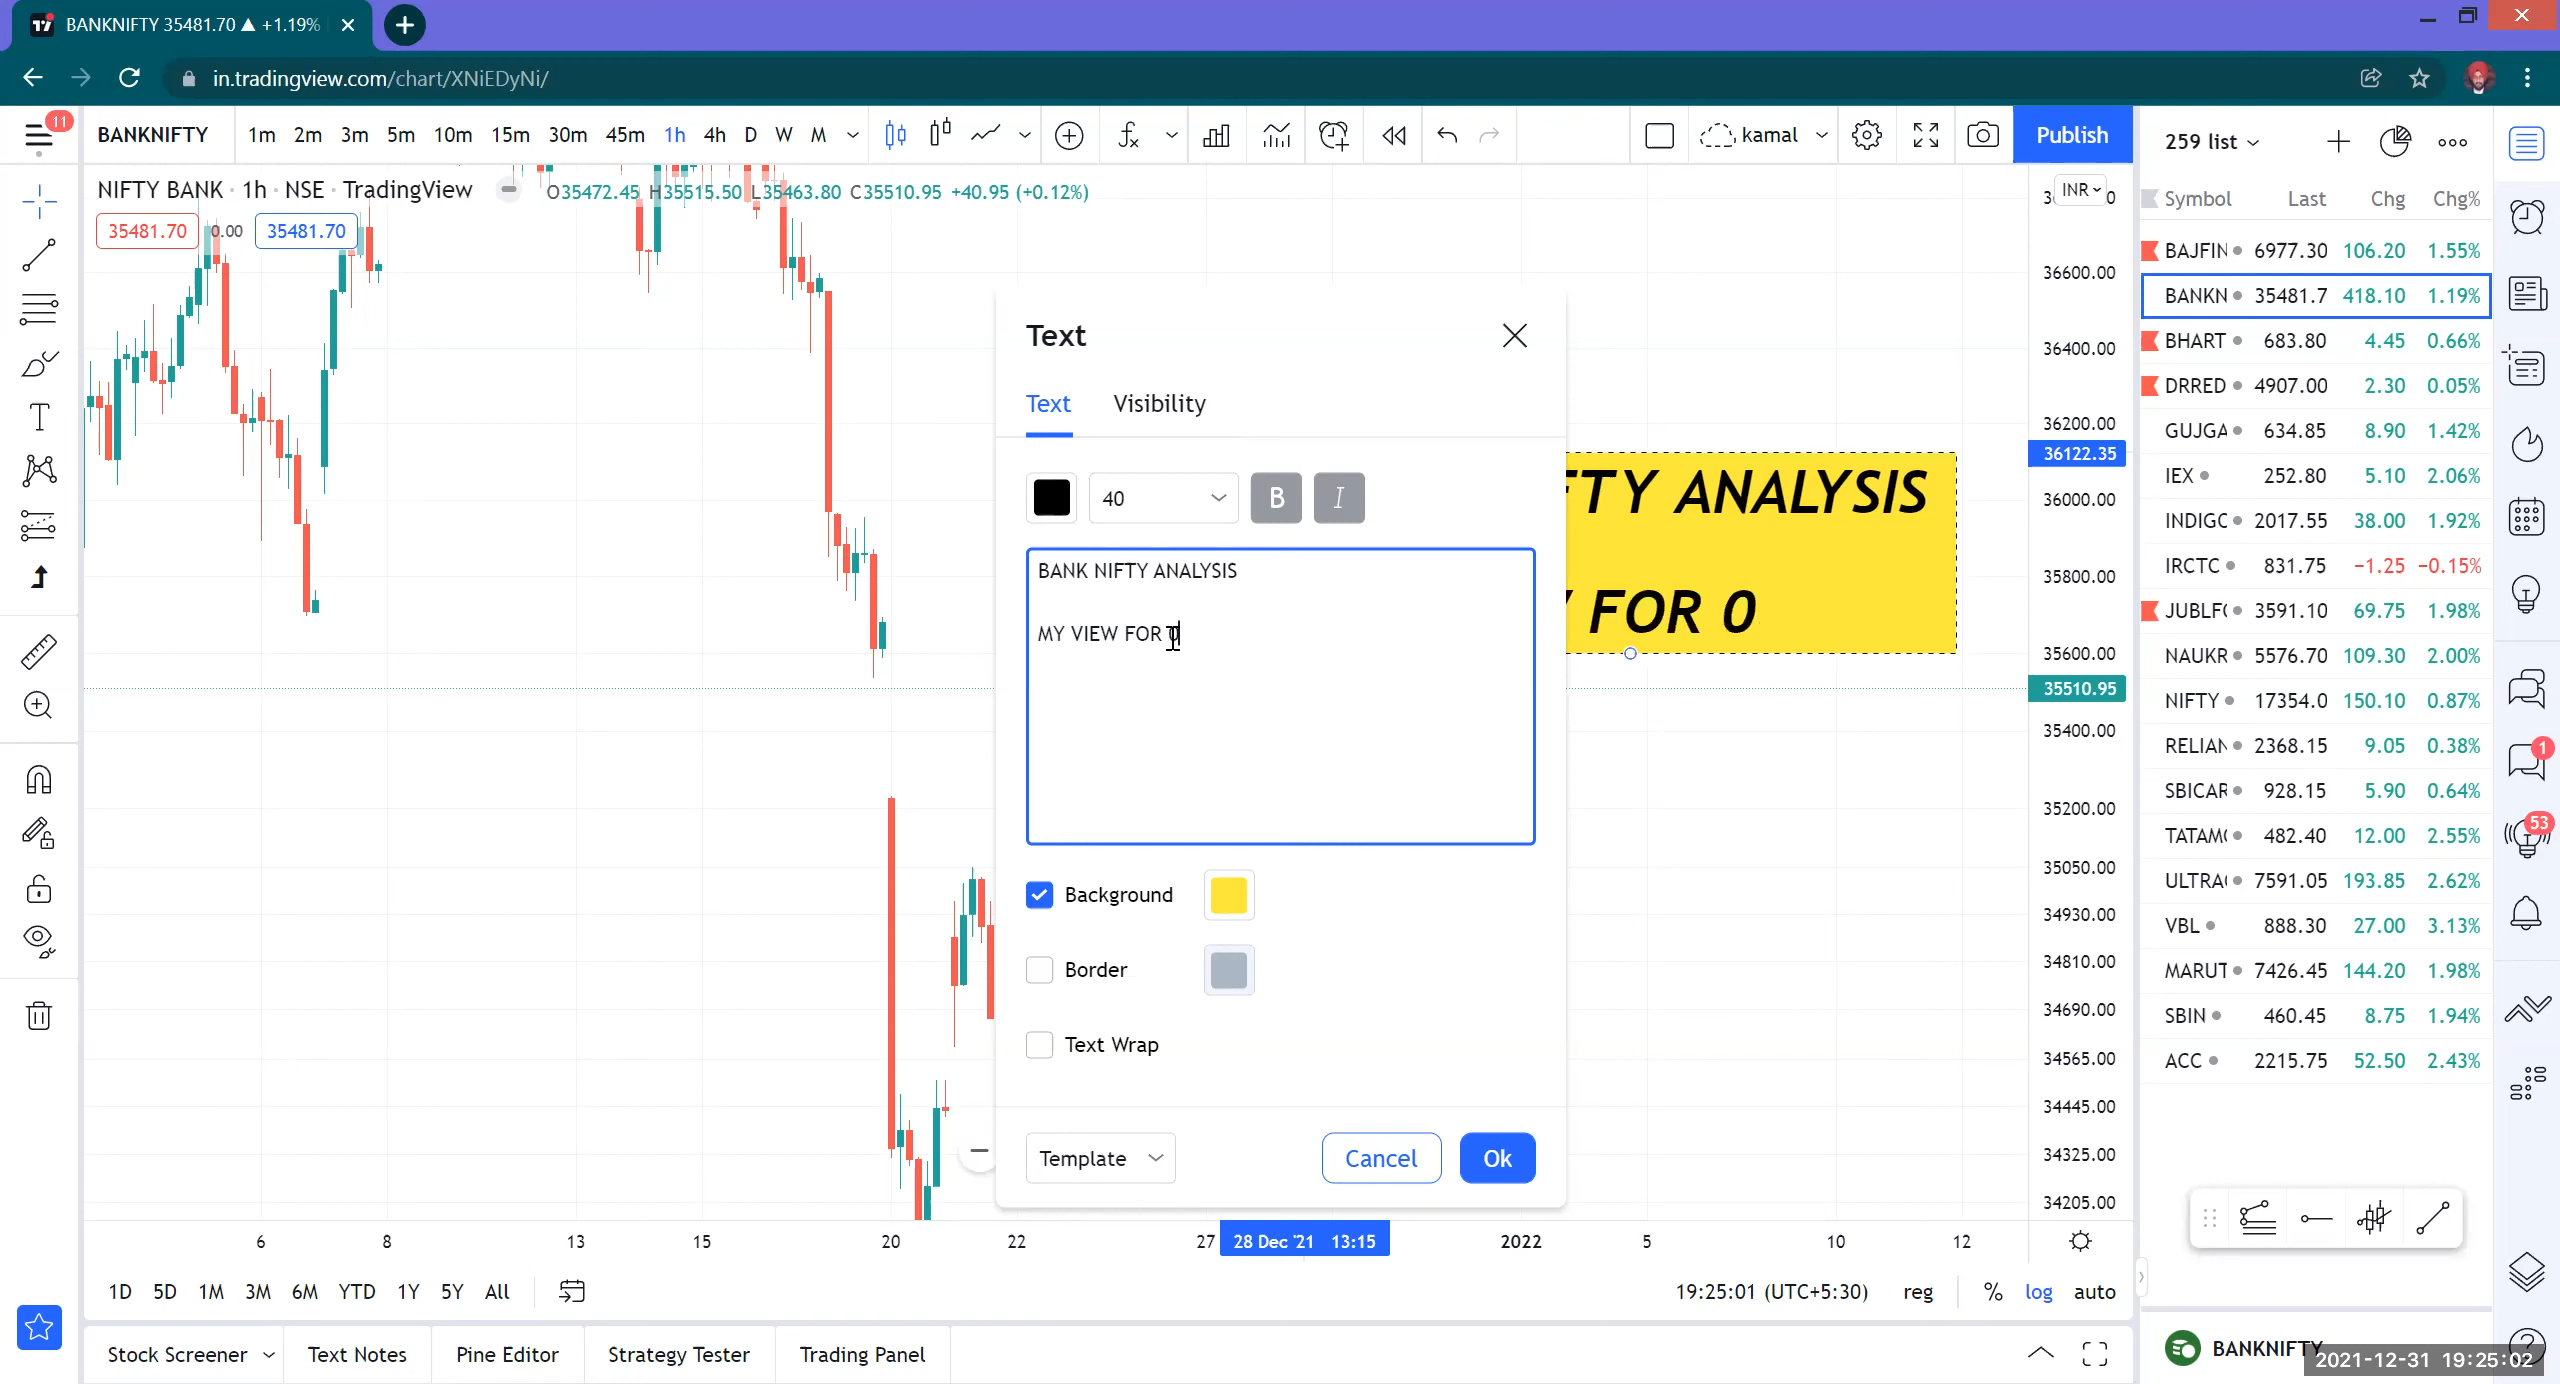 BANKNIFTY 35481.70 ▲ +1.19%
in.tradingview.com/chart/XNiEDyNi/
11
BANKNIFTY 1m 2m 3m 5m 10m 15m 30m 45m 1h 4h D W M kamal Publish
NIFTY BANK · 1h · NSE · TradingView O35472.45 H35515.50 L35463.80 C35510.95 +40.95 (+0.12%)
35481.70 0.00 35481.70
INR
36600.00
36400.00
36200.00
36122.35
36000.00
35800.00
35600.00
35510.95
35400.00
35200.00
35050.00
34930.00
34810.00
34690.00
34565.00
34445.00
34325.00
34205.00
Text
Text Visibility
40 B I
BANK NIFTY ANALYSIS
MY VIEW FOR 0
Background
Border
Text Wrap
Template Cancel Ok
TY ANALYSIS
FOR 0
6 8 13 15 20 22 27 28 Dec '21 13:15 2022 5 10 12
1D 5D 1M 3M 6M YTD 1Y 5Y All 19:25:01 (UTC+5:30) reg % log auto
Stock Screener Text Notes Pine Editor Strategy Tester Trading Panel
259 list
Symbol Last Chg Chg%
BAJFIN 6977.30 106.20 1.55%
BANKN 35481.7 418.10 1.19%
BHART 683.80 4.45 0.66%
DRRED 4907.00 2.30 0.05%
GUJGA 634.85 8.90 1.42%
IEX 252.80 5.10 2.06%
INDIGO 2017.55 38.00 1.92%
IRCTC 831.75 −1.25 −0.15%
JUBLF 3591.10 69.75 1.98%
NAUKR 5576.70 109.30 2.00%
NIFTY 17354.0 150.10 0.87%
RELIAN 2368.15 9.05 0.38%
SBICAR 928.15 5.90 0.64%
TATAM 482.40 12.00 2.55%
ULTRA 7591.05 193.85 2.62%
VBL 888.30 27.00 3.13%
MARUT 7426.45 144.20 1.98%
SBIN 460.45 8.75 1.94%
ACC 2215.75 52.50 2.43%
1
53
BANKNIFTY
2021-12-31 19:25:02